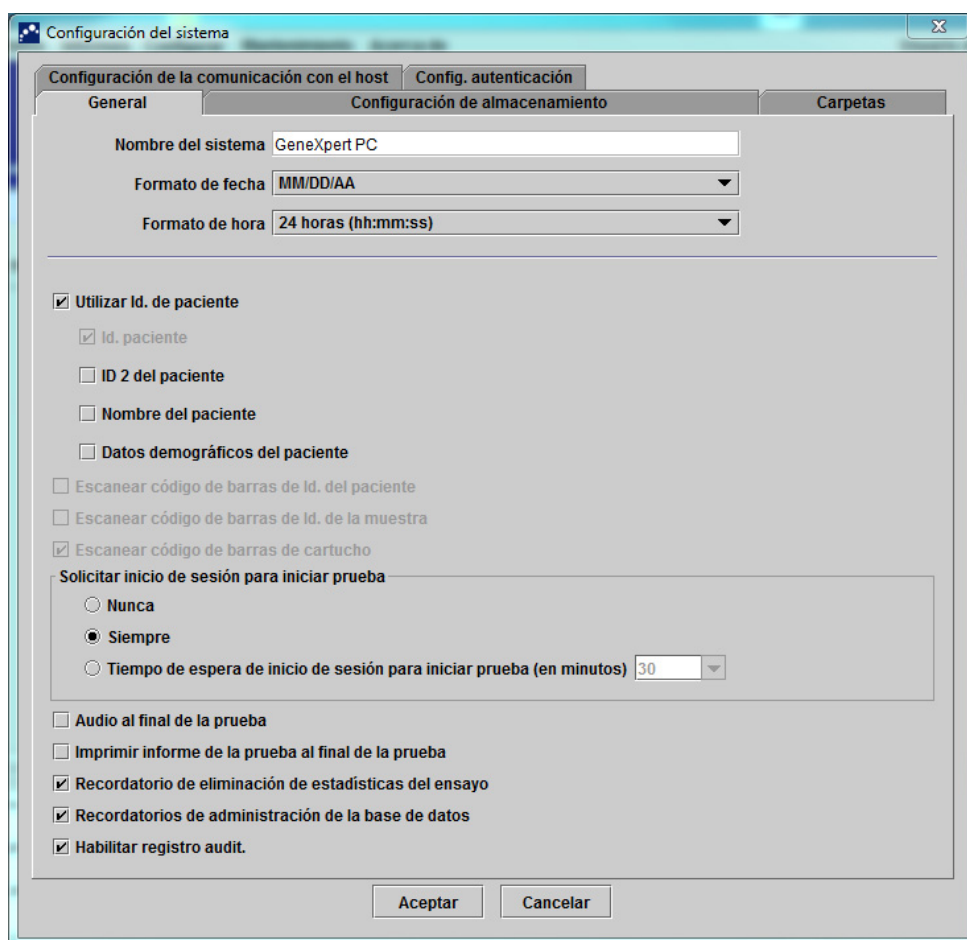 Configuración del sistema
Configuración de la comunicación con el host Config. autenticación
General Configuración de almacenamiento Carpetas
Nombre del sistema GeneXpert PC
Formato de fecha MM/DD/AA
Formato de hora 24 horas (hh:mm:ss)
Utilizar Id. de paciente
Id. paciente
ID 2 del paciente
Nombre del paciente
Datos demográficos del paciente
Escanear código de barras de Id. del paciente
Escanear código de barras de Id. de la muestra
Escanear código de barras de cartucho
Solicitar inicio de sesión para iniciar prueba
Nunca
Siempre
Tiempo de espera de inicio de sesión para iniciar prueba (en minutos) 30
Audio al final de la prueba
Imprimir informe de la prueba al final de la prueba
Recordatorio de eliminación de estadísticas del ensayo
Recordatorios de administración de la base de datos
Habilitar registro audit.
Aceptar Cancelar